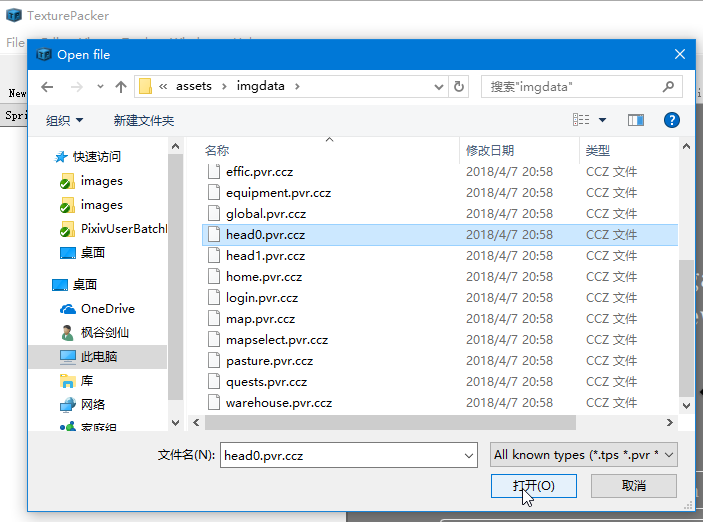 TexturePacker
File
Open file
assets
imgdata
搜索"imgdata"
New
组织
新建文件夹
Spri
快速访问
images
images
PixivUserBatchI
桌面
桌面
OneDrive
枫谷剑仙
此电脑
库
网络
家庭组
名称 修改日期 类型
effic.pvr.ccz 2018/4/7 20:58 CCZ 文件
equipment.pvr.ccz 2018/4/7 20:58 CCZ 文件
global.pvr.ccz 2018/4/7 20:58 CCZ 文件
head0.pvr.ccz 2018/4/7 20:58 CCZ 文件
head1.pvr.ccz 2018/4/7 20:58 CCZ 文件
home.pvr.ccz 2018/4/7 20:58 CCZ 文件
login.pvr.ccz 2018/4/7 20:58 CCZ 文件
map.pvr.ccz 2018/4/7 20:58 CCZ 文件
mapselect.pvr.ccz 2018/4/7 20:58 CCZ 文件
pasture.pvr.ccz 2018/4/7 20:58 CCZ 文件
quests.pvr.ccz 2018/4/7 20:58 CCZ 文件
warehouse.pvr.ccz 2018/4/7 20:58 CCZ 文件
文件名(N): head0.pvr.ccz
All known types (*.tps *.pvr *
打开(O)
取消